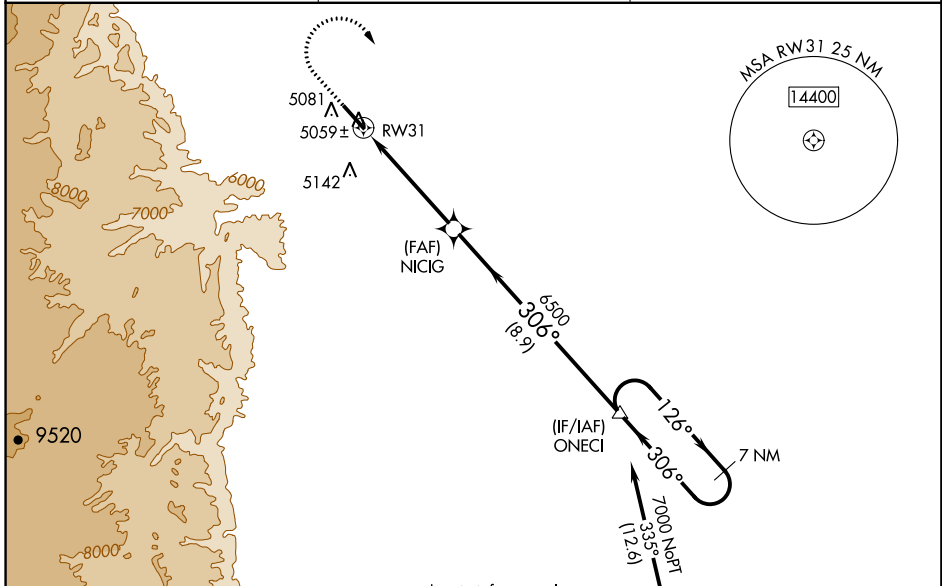 MSA RW31 25 NM
14400
5081
5059±
RW31
5142
6000
8000
7000
(FAF)
NICIG
6500
306°
(8.9)
(IF/IAF)
ONECI
126°
306°
7 NM
9520
7000 NoPT
335°
(12.6)
8000